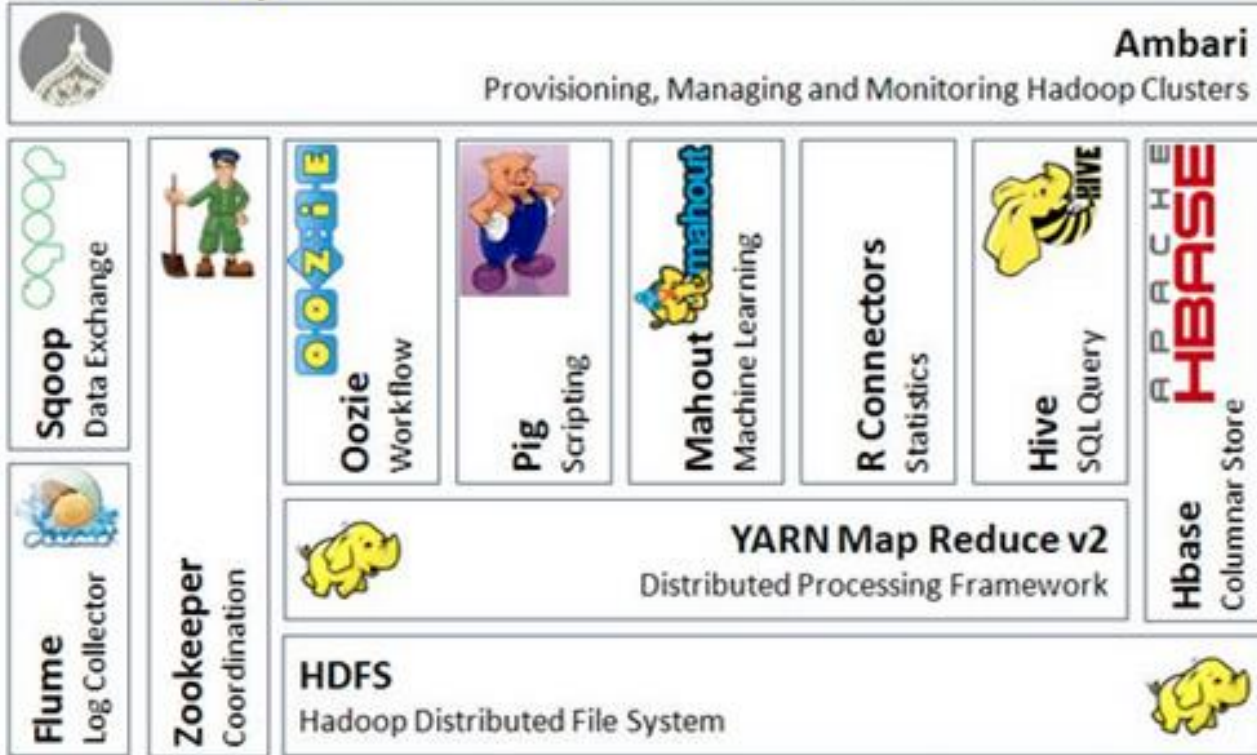 Ambari
Provisioning, Managing and Monitoring Hadoop Clusters
sqoop
Sqoop
Data Exchange
Flume
Log Collector
Zookeeper
Coordination
OOZIE
Oozie
Workflow
Pig
Scripting
mahout
Mahout
Machine Learning
R Connectors
Statistics
HIVE
Hive
SQL Query
APACHE
HBASE
Hbase
Columnar Store
YARN Map Reduce v2
Distributed Processing Framework
HDFS
Hadoop Distributed File System